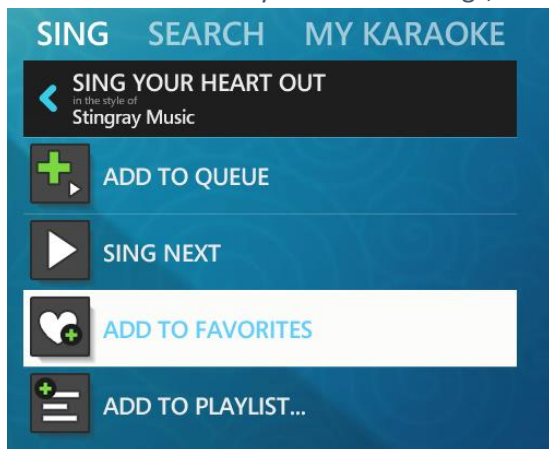 SING SEARCH MY KARAOKE
SING YOUR HEART OUT
in the style of
Stingray Music
ADD TO QUEUE
SING NEXT
ADD TO FAVORITES
ADD TO PLAYLIST...